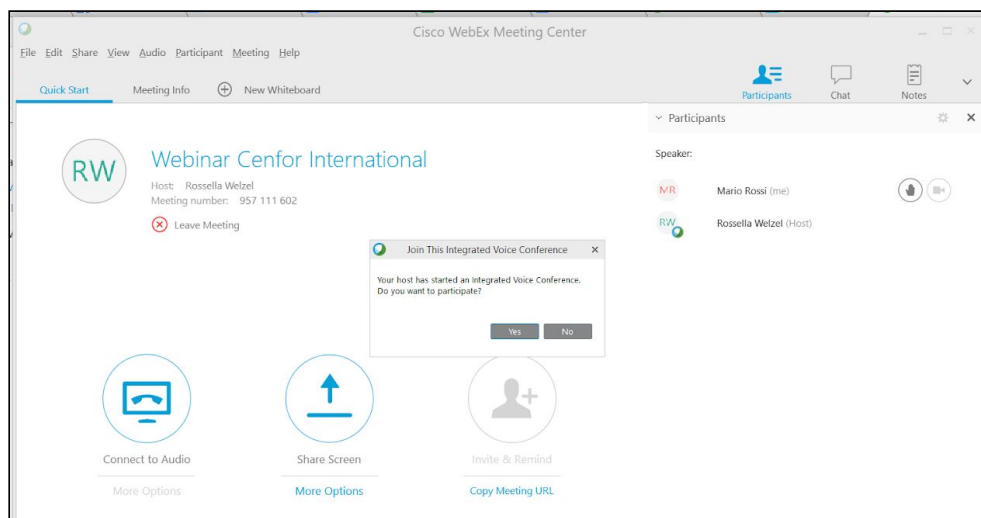 Cisco WebEx Meeting Center
File Edit Share View Audio Participant Meeting Help
Quick Start Meeting Info New Whiteboard
Participants Chat Notes
Participants
Speaker:
RW
Webinar Cenfor International
Host: Rossella Welzel
Meeting number: 957 111 602
Leave Meeting
MR Mario Rossi (me)
RW Rossella Welzel (Host)
Join This Integrated Voice Conference
Your host has started an Integrated Voice Conference.
Do you want to participate?
Yes No
Connect to Audio Share Screen Invite & Remind
More Options More Options Copy Meeting URL